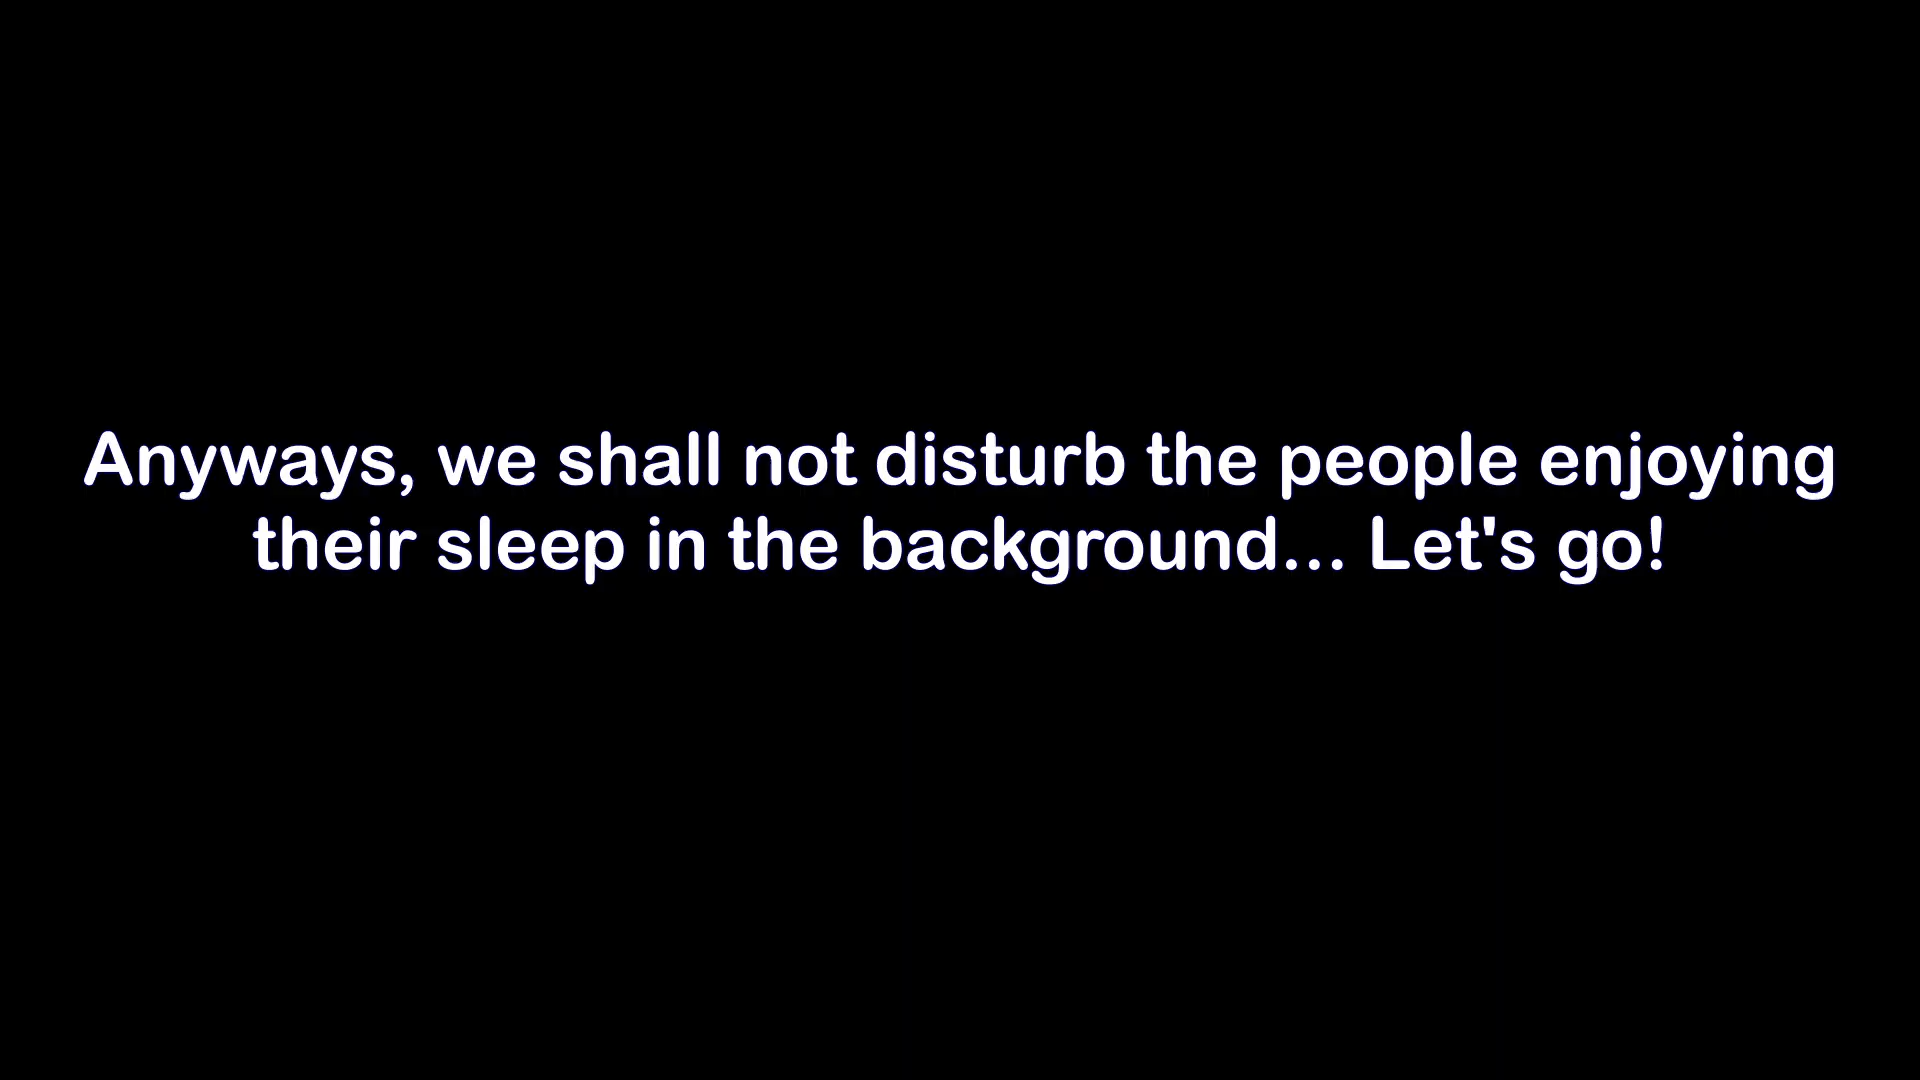 Anyways, we shall not disturb the people enjoying
their sleep in the background... Let's go!